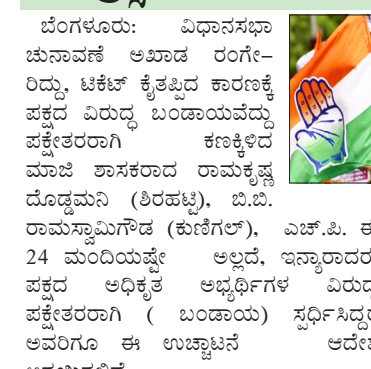 ಬೆಂಗಳೂರು: ವಿಧಾನಸಭಾ
ಚುನಾವಣೆ ಅಖಾಡ ರಂಗೇ–
ರಿದ್ದು, ಟಿಕೆಟ್ ಕೈತಪ್ಪಿದ ಕಾರಣಕ್ಕೆ
ಪಕ್ಷದ ವಿರುದ್ಧ ಬಂಡಾಯವೆದ್ದು
ಪಕ್ಷೇತರರಾಗಿ ಕಣಕ್ಕಿಳಿದ
ಮಾಜಿ ಶಾಸಕರಾದ ರಾಮಕೃಷ್ಣ
ದೊಡ್ಡಮನಿ (ಶಿರಹಟ್ಟಿ), ಬಿ.ಬಿ.
ರಾಮಸ್ವಾಮಿಗೌಡ (ಕುಣಿಗಲ್), ಎಚ್.ಪಿ.
24 ಮಂದಿಯಷ್ಟೇ ಅಲ್ಲದೆ, ಇನ್ಯಾರಾದರ
ಪಕ್ಷದ ಅಧಿಕೃತ ಅಭ್ಯರ್ಥಿಗಳ ವಿರುದ್ಧ
ಪಕ್ಷೇತರರಾಗಿ ( ಬಂಡಾಯ) ಸ್ಪರ್ಧಿಸಿದ್ದರ
ಅವರಿಗೂ ಈ ಉಚ್ಚಾಟನೆ ಆದೇಶ